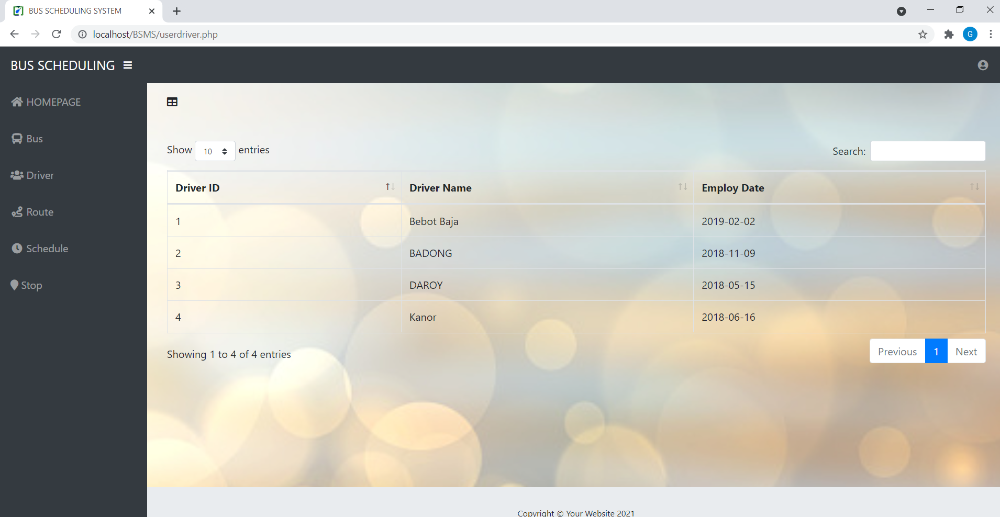 BUS SCHEDULING SYSTEM
localhost/BSMS/userdriver.php
G
BUS SCHEDULING
HOMEPAGE
Bus
Driver
Route
Schedule
Stop
Show 10 entries
Search:
Driver ID Driver Name Employ Date
1 Bebot Baja 2019-02-02
2 BADONG 2018-11-09
3 DAROY 2018-05-15
4 Kanor 2018-06-16
Showing 1 to 4 of 4 entries
Previous 1 Next
Copyright © Your Website 2021